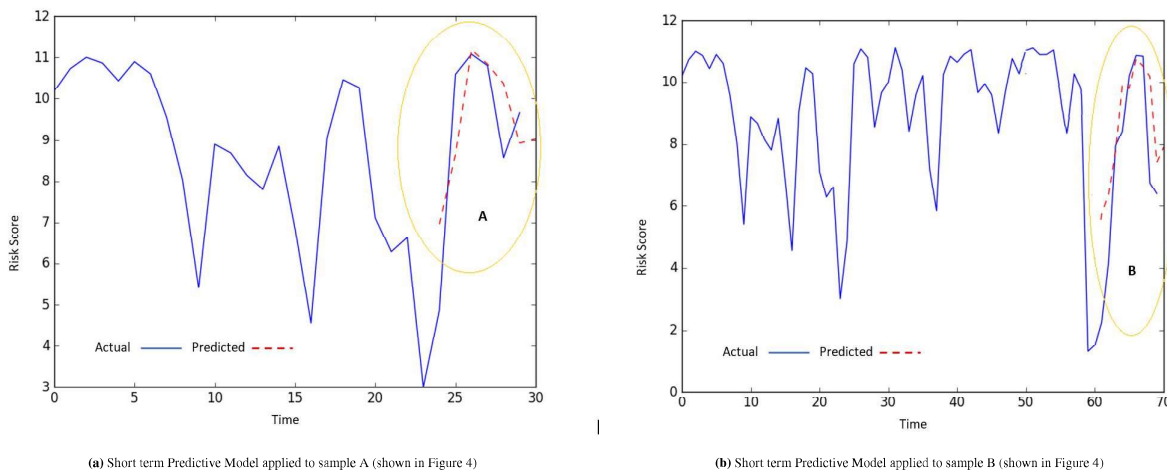 12
11
10
9
8
7
6
5
4
3
0 5 10 15 20 25 30
Risk Score
Time
A
Actual Predicted
(a) Short term Predictive Model applied to sample A (shown in Figure 4)
12
10
8
6
4
2
0
0 10 20 30 40 50 60 70
Risk Score
Time
B
Actual Predicted
(b) Short term Predictive Model applied to sample B (shown in Figure 4)